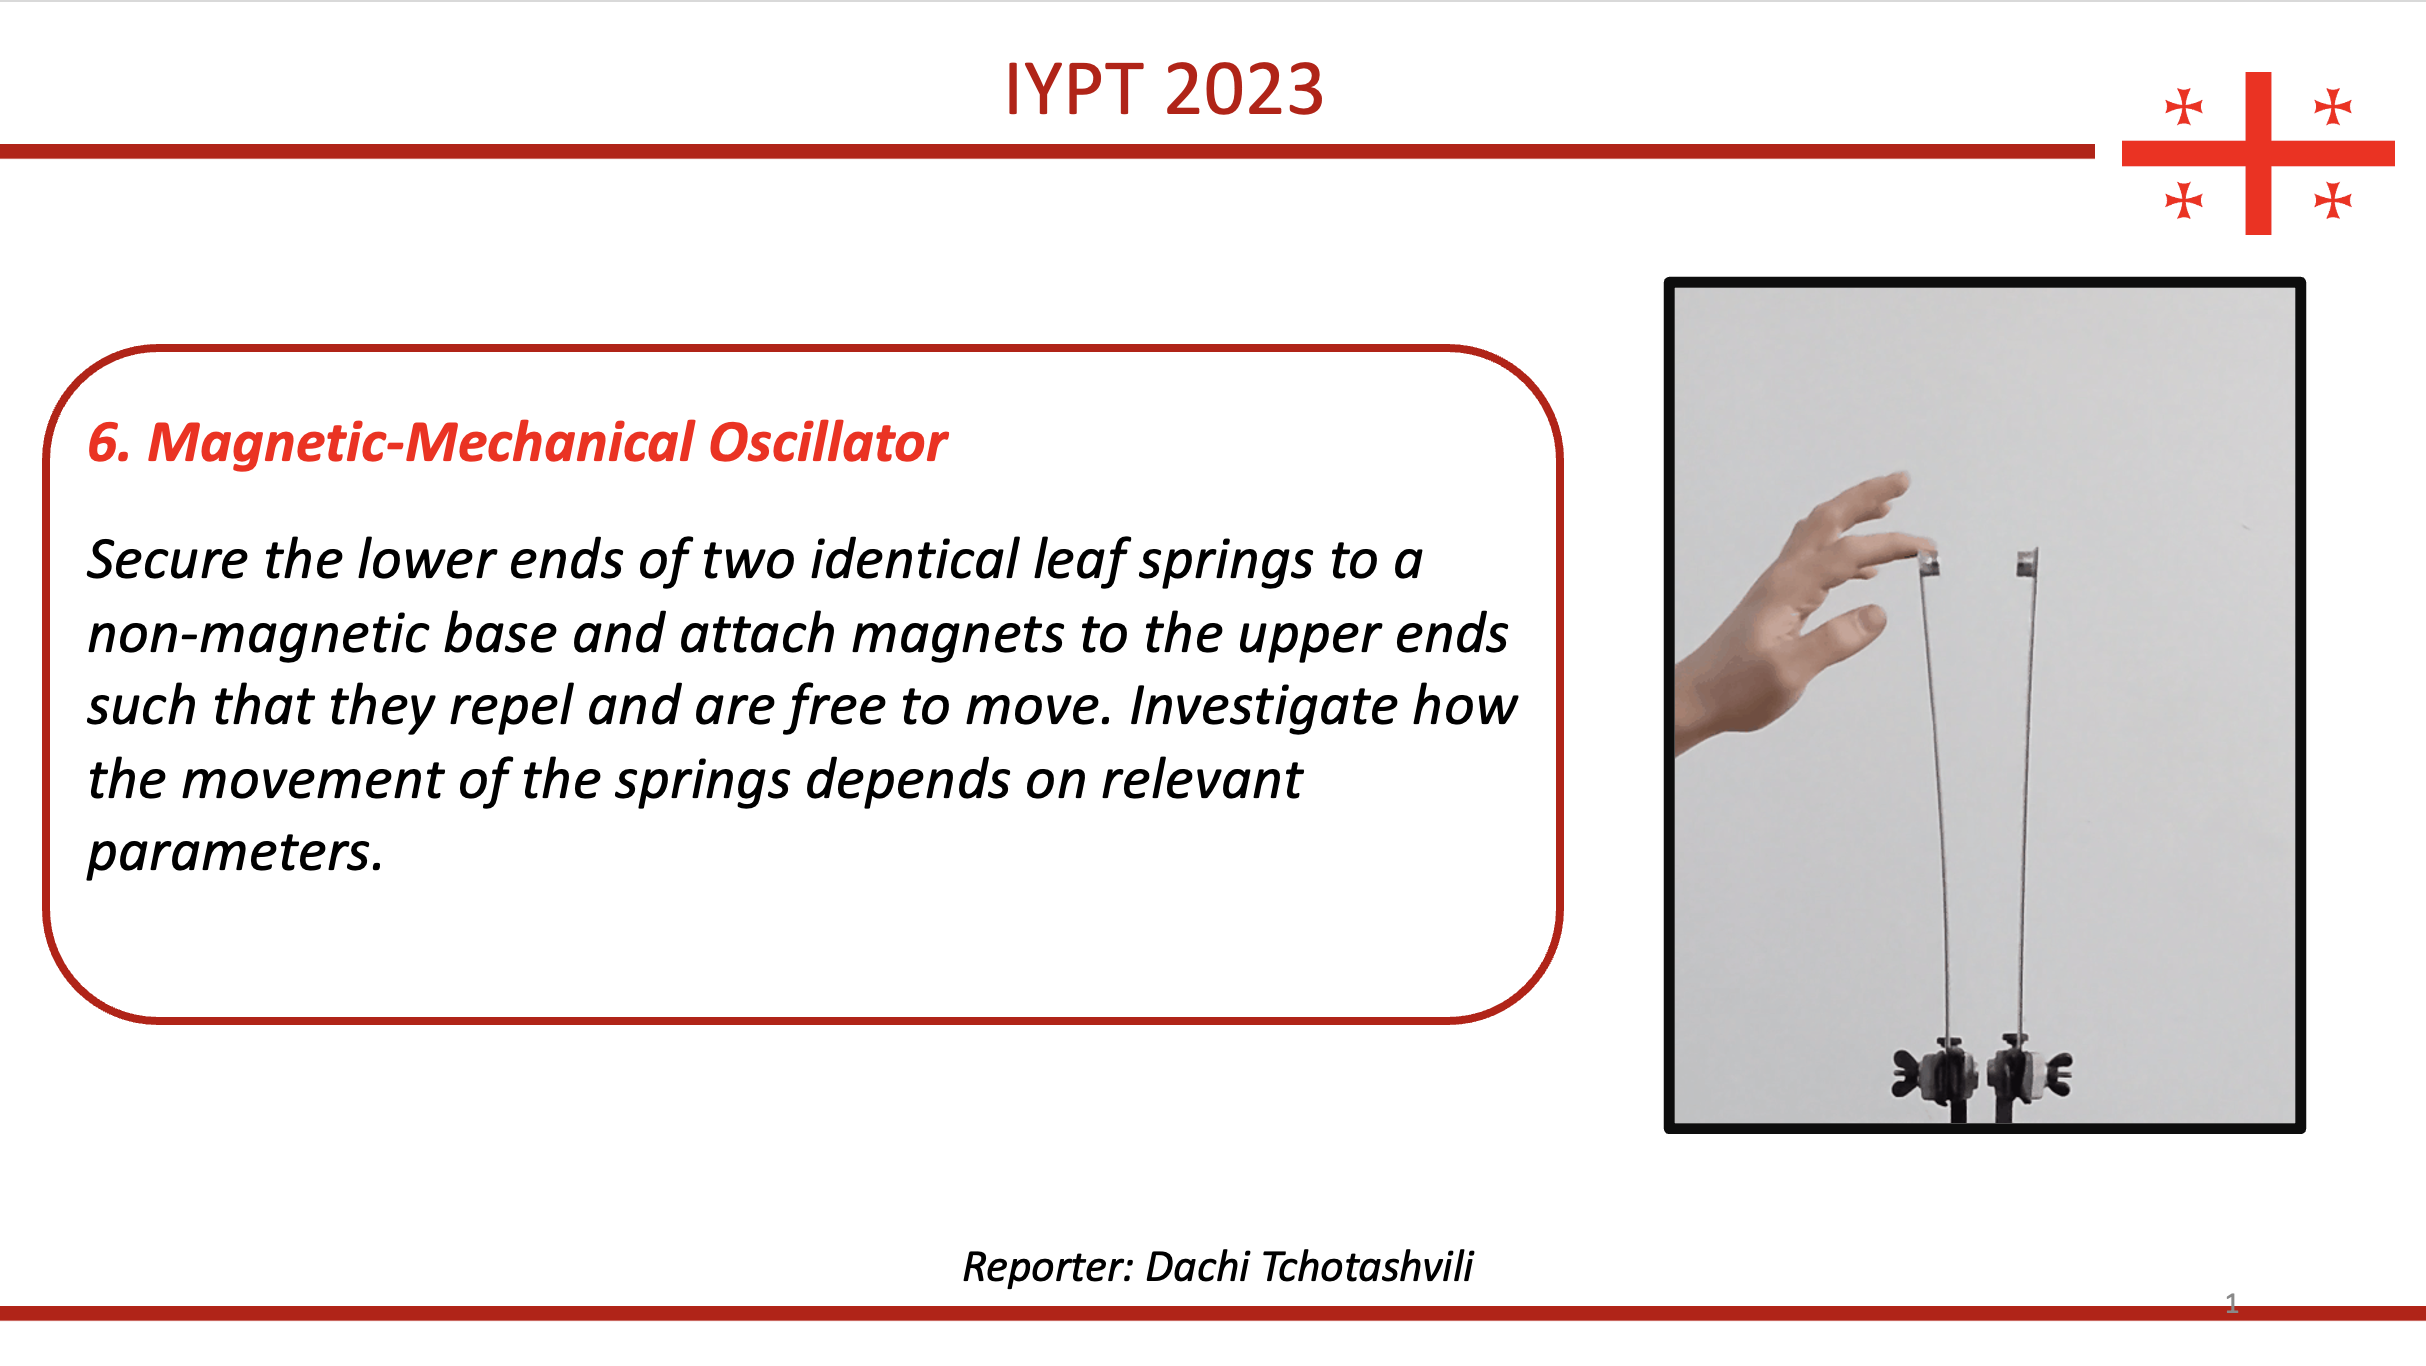 IYPT 2023
6. Magnetic-Mechanical Oscillator
Secure the lower ends of two identical leaf springs to a
non-magnetic base and attach magnets to the upper ends
such that they repel and are free to move. Investigate how
the movement of the springs depends on relevant
parameters.
Reporter: Dachi Tchotashvili
1